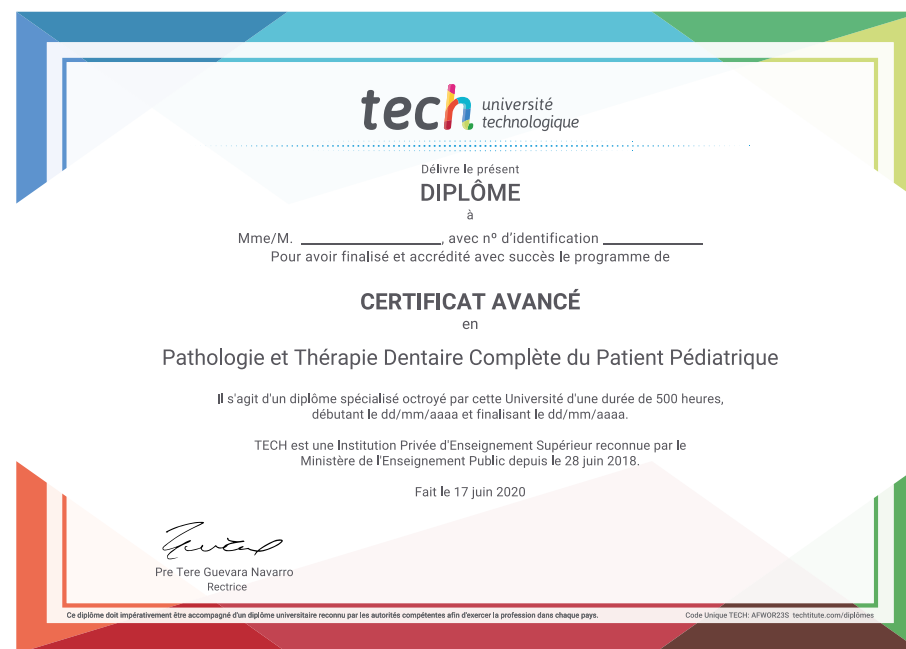 tech université
technologique
Délivre le présent
DIPLÔME
à
Mme/M. ____________________, avec nº d'identification ______________
Pour avoir finalisé et accrédité avec succès le programme de
CERTIFICAT AVANCÉ
en
Pathologie et Thérapie Dentaire Complète du Patient Pédiatrique
Il s'agit d'un diplôme spécialisé octroyé par cette Université d'une durée de 500 heures,
débutant le dd/mm/aaaa et finalisant le dd/mm/aaaa.
TECH est une Institution Privée d'Enseignement Supérieur reconnue par le
Ministère de l'Enseignement Public depuis le 28 juin 2018.
Fait le 17 juin 2020
Pre Tere Guevara Navarro
Rectrice
Ce diplôme doit impérativement être accompagné d'un diplôme universitaire reconnu par les autorités compétentes afin d'exercer la profession dans chaque pays.
Code Unique TECH: AFWOR23S techtitute.com/diplômes